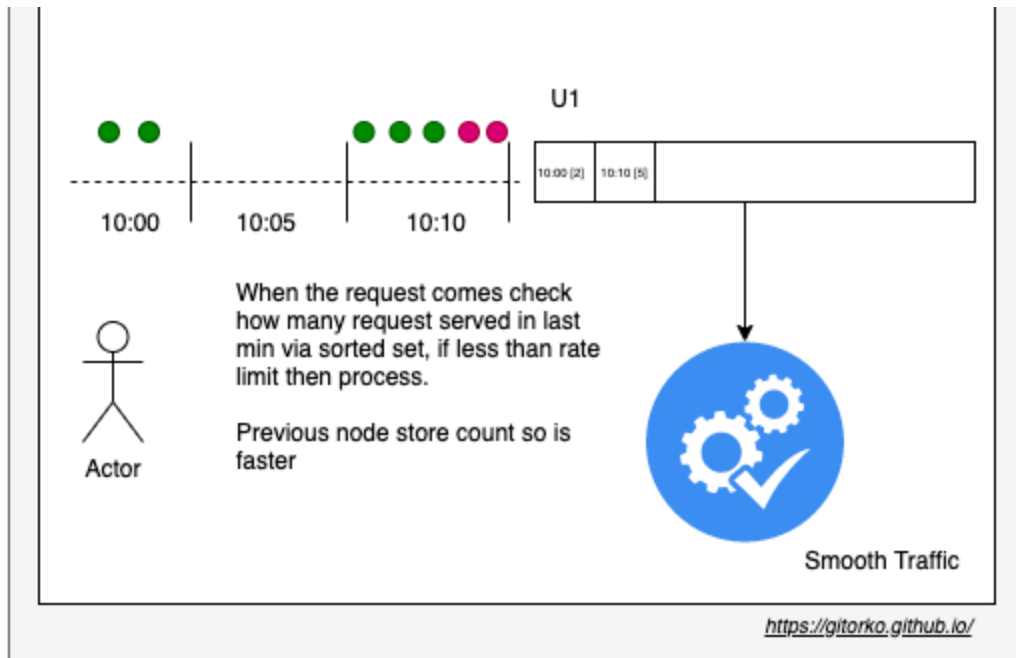 U1
10:00 [2]
10:10 [5]
10:00
10:05
10:10
When the request comes check
how many request served in last
min via sorted set, if less than rate
limit then process.
Previous node store count so is
faster
Actor
Smooth Traffic
https://gitorko.github.io/